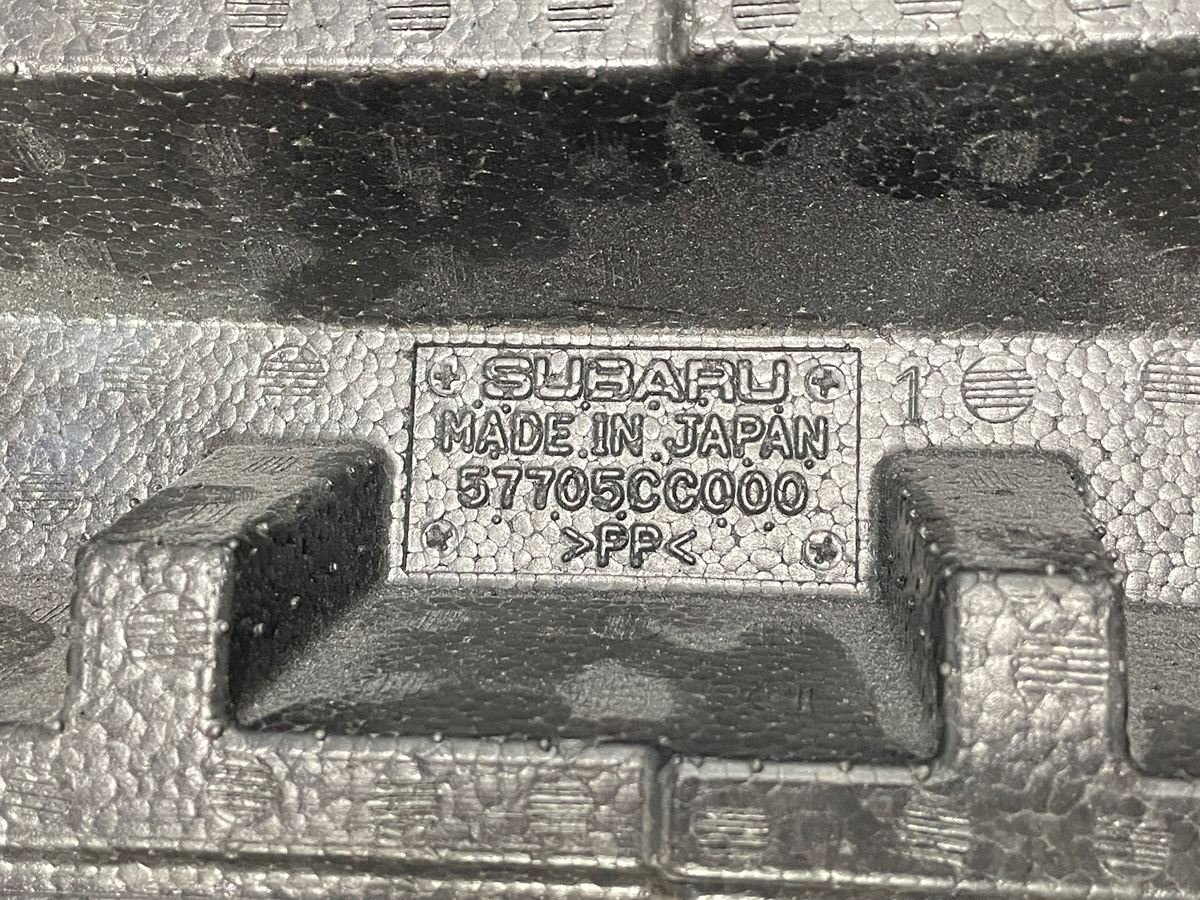 SUBARU
MADE IN JAPAN
57705CC000
>PP<
1